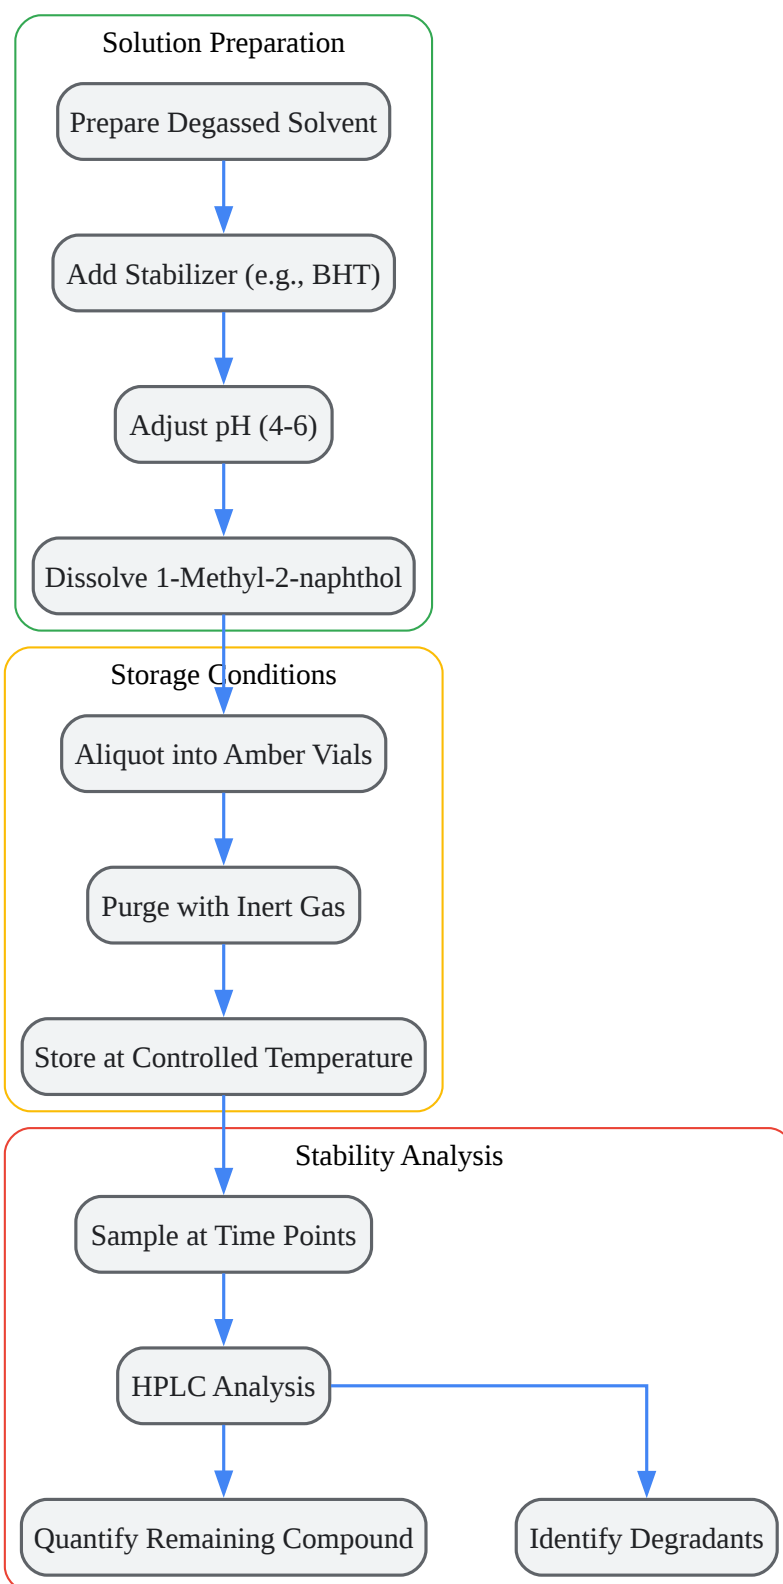 Solution Preparation
Prepare Degassed Solvent
Add Stabilizer (e.g., BHT)
Adjust pH (4-6)
Dissolve 1-Methyl-2-naphthol
Storage Conditions
Aliquot into Amber Vials
Purge with Inert Gas
Store at Controlled Temperature
Stability Analysis
Sample at Time Points
HPLC Analysis
Quantify Remaining Compound
Identify Degradants